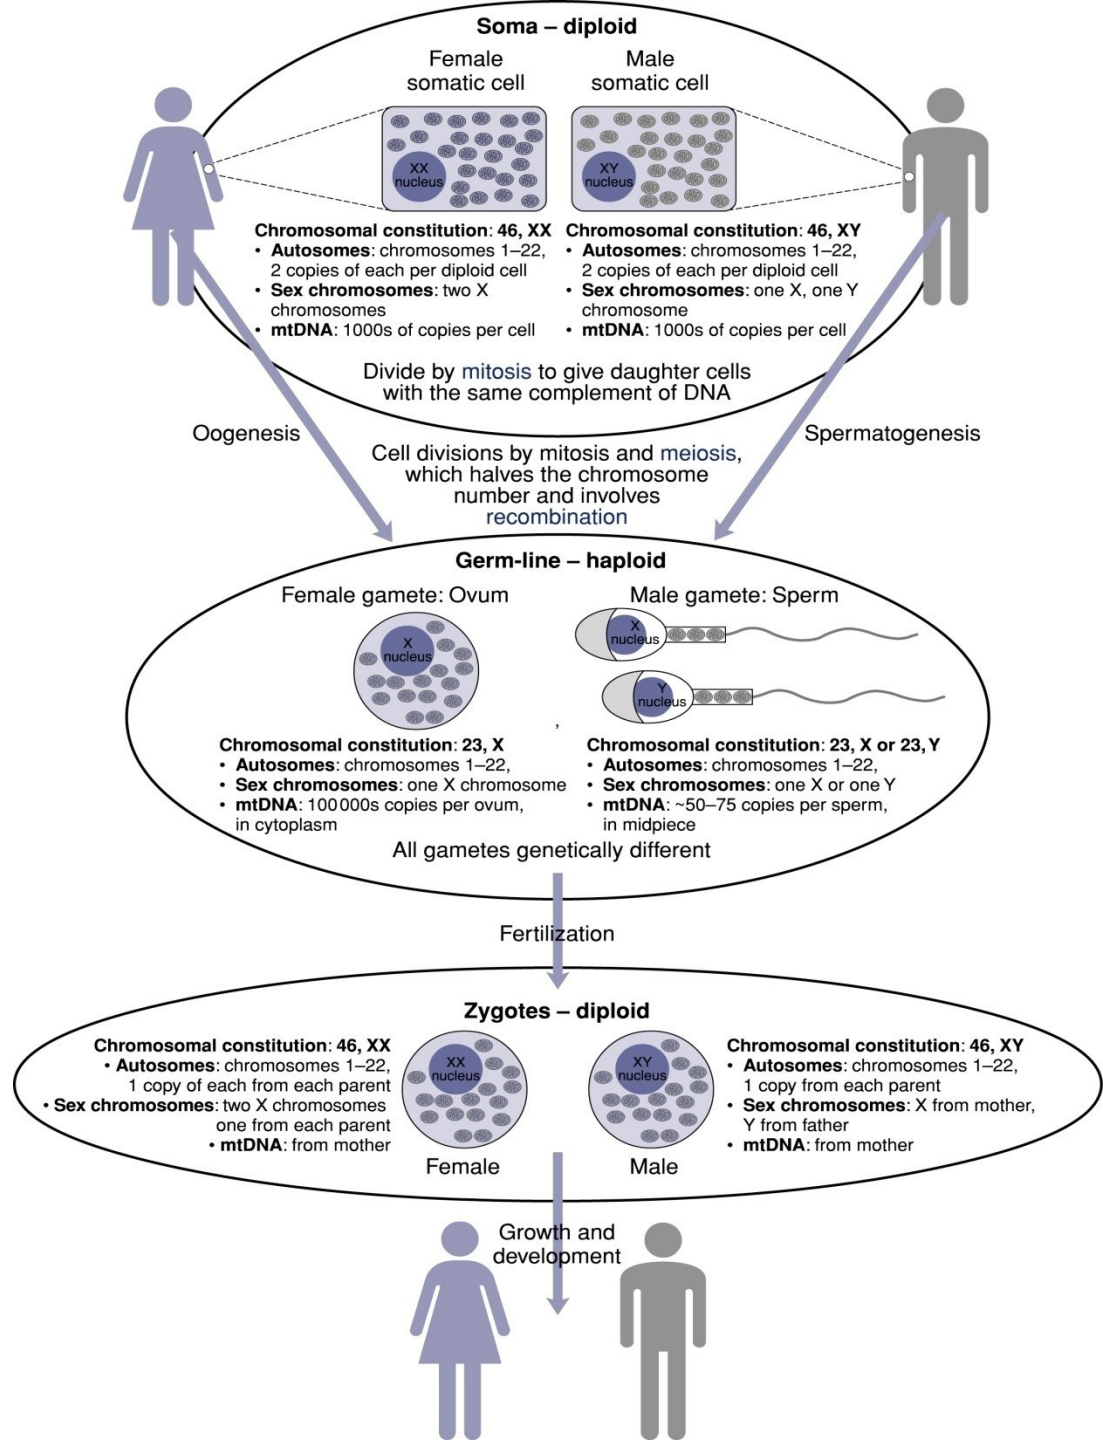 Soma – diploid
Female
somatic cell
Male
somatic cell
XX
nucleus
XY
nucleus
Chromosomal constitution: 46, XX
• Autosomes: chromosomes 1–22,
2 copies of each per diploid cell
• Sex chromosomes: two X
chromosomes
• mtDNA: 1000s of copies per cell
Chromosomal constitution: 46, XY
• Autosomes: chromosomes 1–22,
2 copies of each per diploid cell
• Sex chromosomes: one X, one Y
chromosome
• mtDNA: 1000s of copies per cell
Divide by mitosis to give daughter cells
with the same complement of DNA
Oogenesis
Spermatogenesis
Cell divisions by mitosis and meiosis,
which halves the chromosome
number and involves
recombination
Germ-line – haploid
Female gamete: Ovum
Male gamete: Sperm
X
nucleus
X
nucleus
Y
nucleus
,
Chromosomal constitution: 23, X
• Autosomes: chromosomes 1–22,
• Sex chromosomes: one X chromosome
• mtDNA: 100 000s copies per ovum,
in cytoplasm
Chromosomal constitution: 23, X or 23, Y
• Autosomes: chromosomes 1–22,
• Sex chromosomes: one X or one Y
• mtDNA: ~50–75 copies per sperm,
in midpiece
All gametes genetically different
Fertilization
Zygotes – diploid
Chromosomal constitution: 46, XX
• Autosomes: chromosomes 1–22,
1 copy of each from each parent
• Sex chromosomes: two X chromosomes
one from each parent
• mtDNA: from mother
XX
nucleus
Female
XY
nucleus
Male
Chromosomal constitution: 46, XY
• Autosomes: chromosomes 1–22,
1 copy from each parent
• Sex chromosomes: X from mother,
Y from father
• mtDNA: from mother
Growth and
development